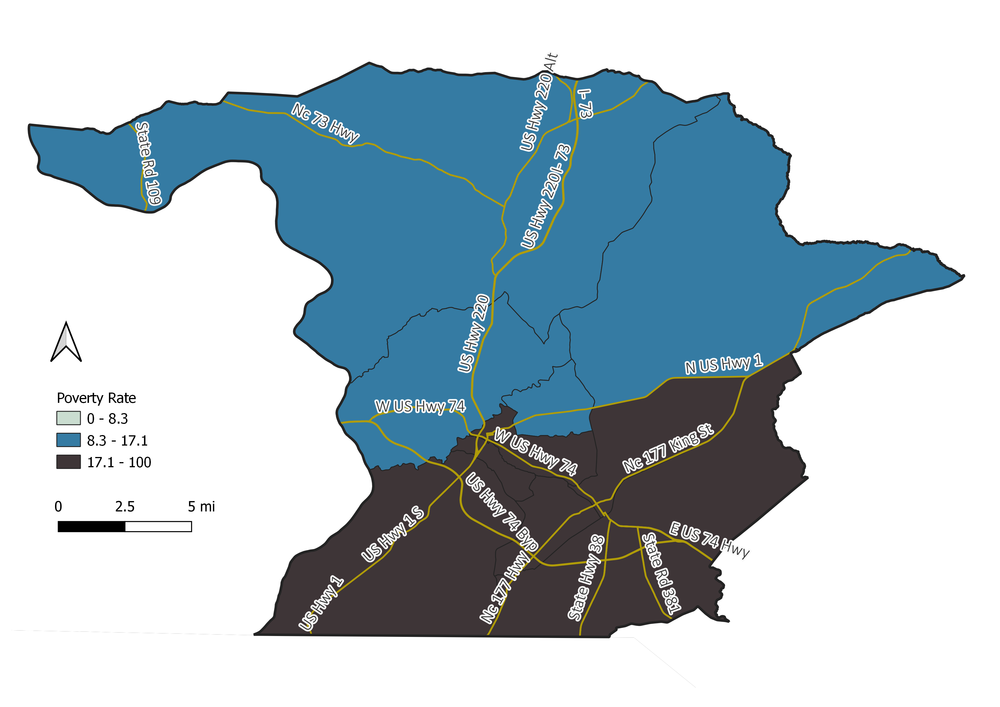 US Hwy 220 Alt
I- 73
Nc 73 Hwy
State Rd 109
US Hwy 220I- 73
US Hwy 220
N US Hwy 1
W US Hwy 74
W US Hwy 74
Nc 177 King St
US Hwy 74 Byp
US Hwy 1 S
E US 74 Hwy
State Hwy 38
State Rd 381
Nc 177 Hwy
US Hwy 1
Poverty Rate
0 - 8.3
8.3 - 17.1
17.1 - 100
0 2.5 5 mi